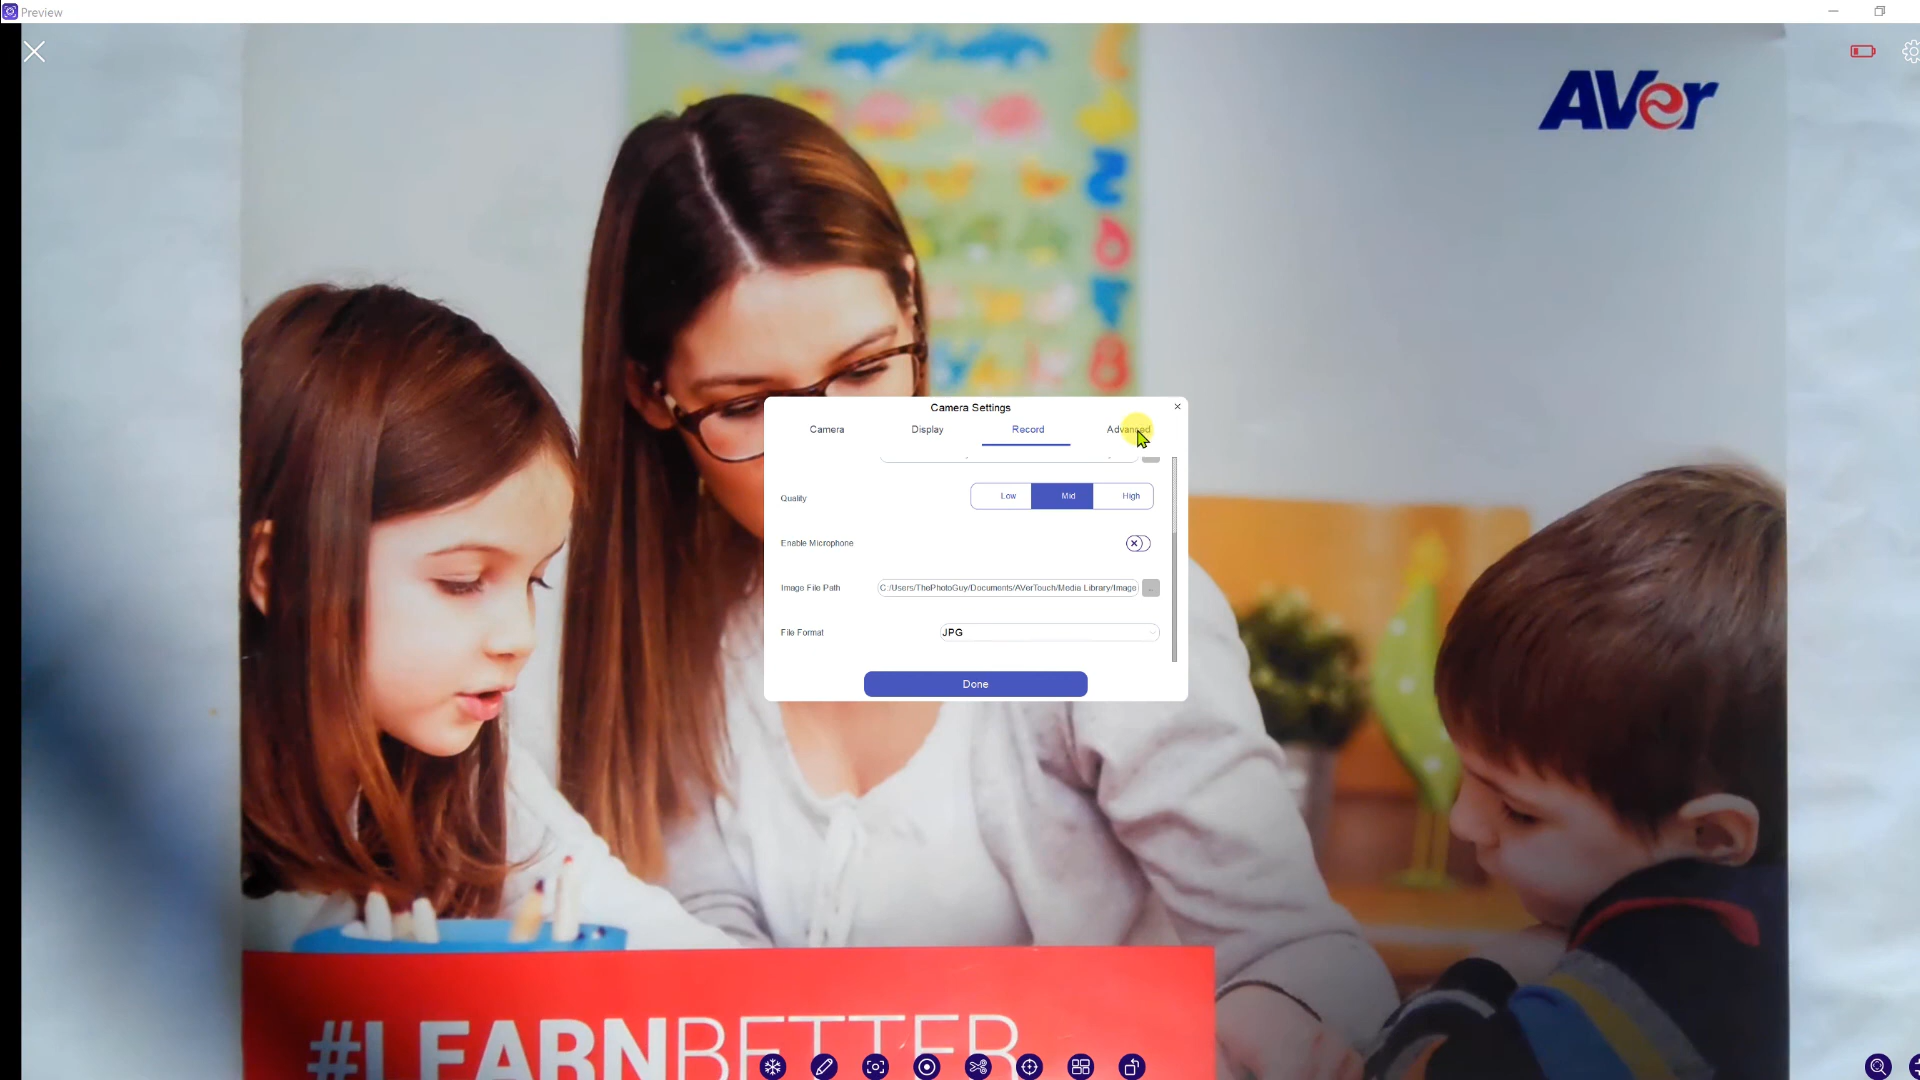 Preview
AVer
Camera Settings
Camera Display Record Advanced
Quality Low Mid High
Enable Microphone
Image File Path C:/Users/ThePhotoGuy/Documents/AVerTouch/Media Library/Image ...
File Format JPG
Done
#LEARNBETTER